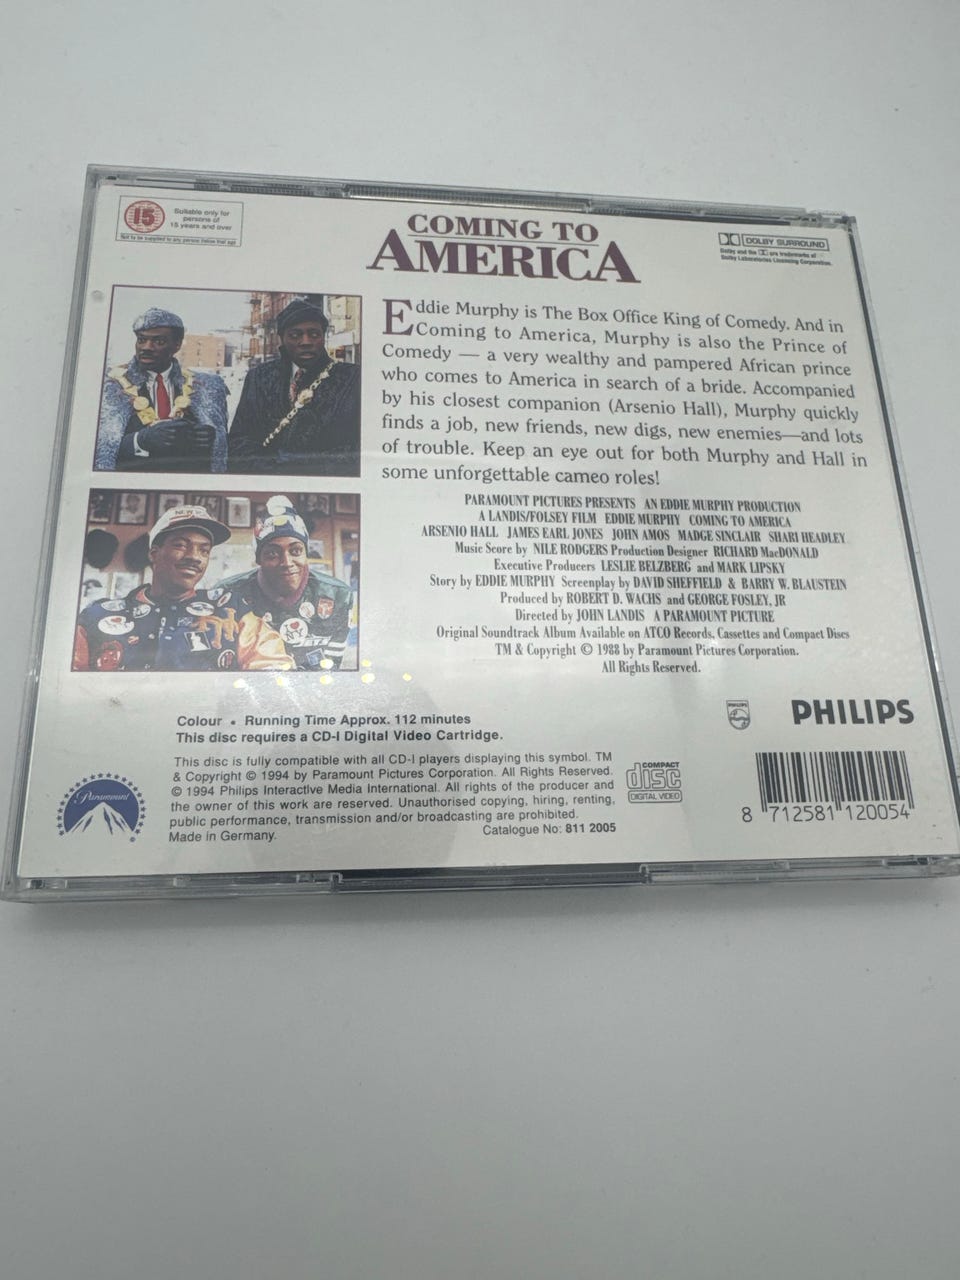 15
Suitable only for
persons of
15 years and over
Not to be supplied to any person below that age
COMING TO
AMERICA
DOLBY SURROUND
Dolby and the are trademarks of
Dolby Laboratories Licensing Corporation.
Eddie Murphy is The Box Office King of Comedy. And in
Coming to America, Murphy is also the Prince of
Comedy — a very wealthy and pampered African prince
who comes to America in search of a bride. Accompanied
by his closest companion (Arsenio Hall), Murphy quickly
finds a job, new friends, new digs, new enemies—and lots
of trouble. Keep an eye out for both Murphy and Hall in
some unforgettable cameo roles!
NEW
I NY
PARAMOUNT PICTURES PRESENTS AN EDDIE MURPHY PRODUCTION
A LANDIS/FOLSEY FILM EDDIE MURPHY COMING TO AMERICA
ARSENIO HALL JAMES EARL JONES JOHN AMOS MADGE SINCLAIR SHARI HEADLEY
Music Score by NILE RODGERS Production Designer RICHARD MacDONALD
Executive Producers LESLIE BELZBERG and MARK LIPSKY
Story by EDDIE MURPHY Screenplay by DAVID SHEFFIELD & BARRY W. BLAUSTEIN
Produced by ROBERT D. WACHS and GEORGE FOSLEY, JR
Directed by JOHN LANDIS A PARAMOUNT PICTURE
Original Soundtrack Album Available on ATCO Records, Cassettes and Compact Discs
TM & Copyright © 1988 by Paramount Pictures Corporation.
All Rights Reserved.
Colour • Running Time Approx. 112 minutes
This disc requires a CD-I Digital Video Cartridge.
PHILIPS
PHILIPS
Paramount
This disc is fully compatible with all CD-I players displaying this symbol. TM
& Copyright © 1994 by Paramount Pictures Corporation. All Rights Reserved.
© 1994 Philips Interactive Media International. All rights of the producer and
the owner of this work are reserved. Unauthorised copying, hiring, renting,
public performance, transmission and/or broadcasting are prohibited.
Made in Germany.
Catalogue No: 811 2005
COMPACT
disc
DIGITAL VIDEO
8 712581 120054